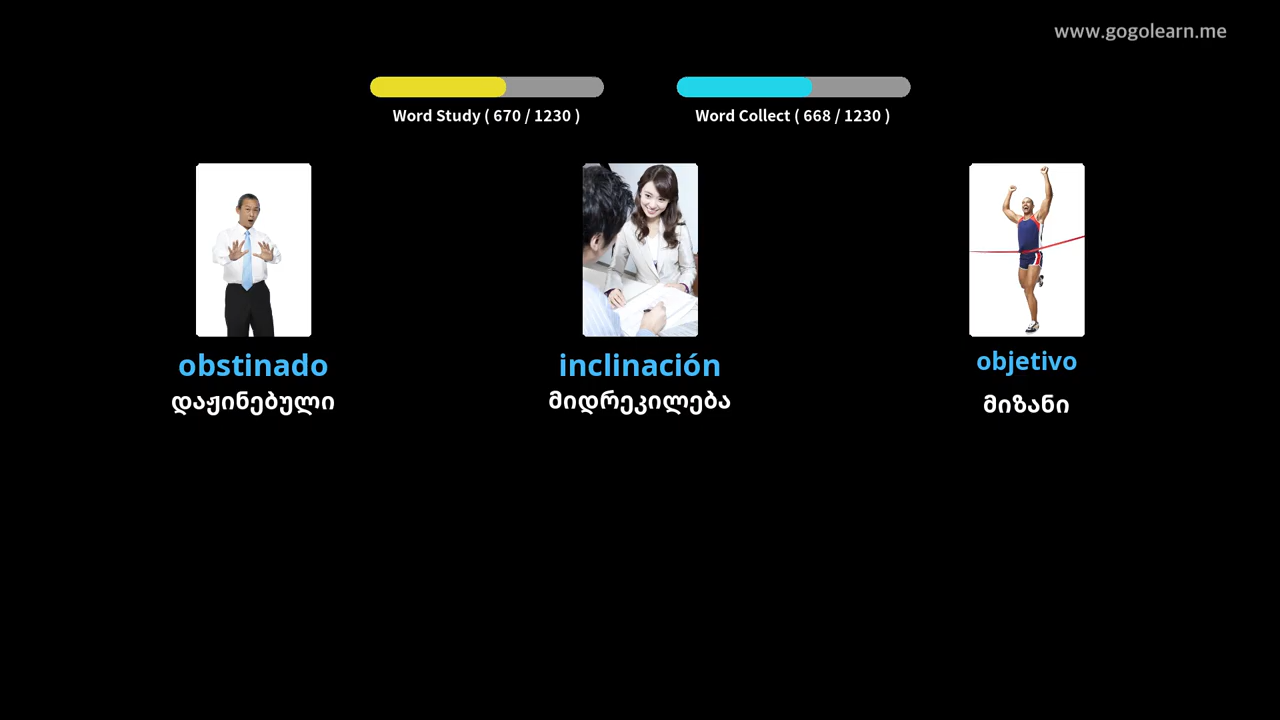 www.gogolearn.me
Word Study ( 670 / 1230 )
Word Collect ( 668 / 1230 )
obstinado
დაჟინებული
inclinación
მიდრეკილება
objetivo
მიზანი